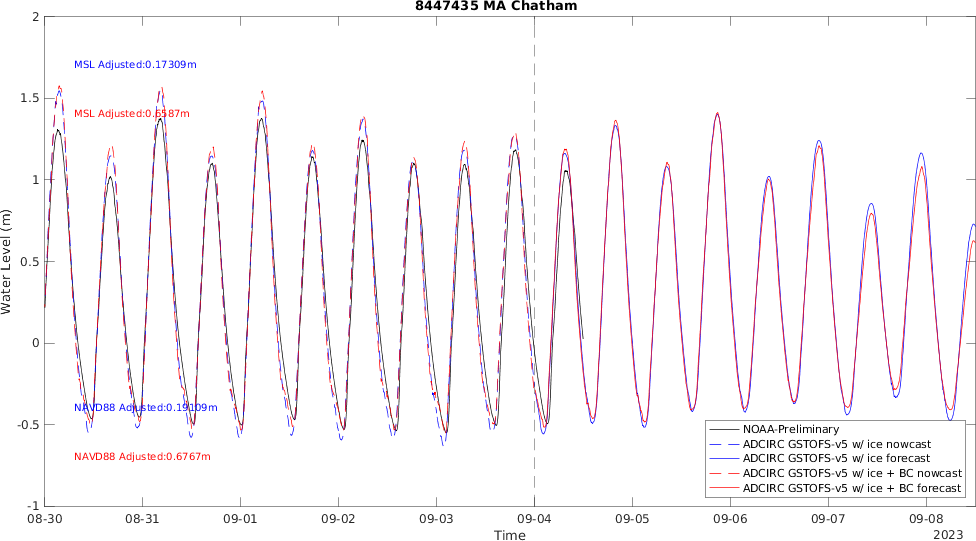 8447435 MA Chatham
2
1.5
1
0.5
0
-0.5
-1
Water Level (m)
MSL Adjusted:0.17309m
MSL Adjusted:0.6587m
NAVD88 Adjusted:0.19109m
NAVD88 Adjusted:0.6767m
NOAA-Preliminary
ADCIRC GSTOFS-v5 w/ ice nowcast
ADCIRC GSTOFS-v5 w/ ice forecast
ADCIRC GSTOFS-v5 w/ ice + BC nowcast
ADCIRC GSTOFS-v5 w/ ice + BC forecast
08-30 08-31 09-01 09-02 09-03 09-04 09-05 09-06 09-07 09-08
Time
2023